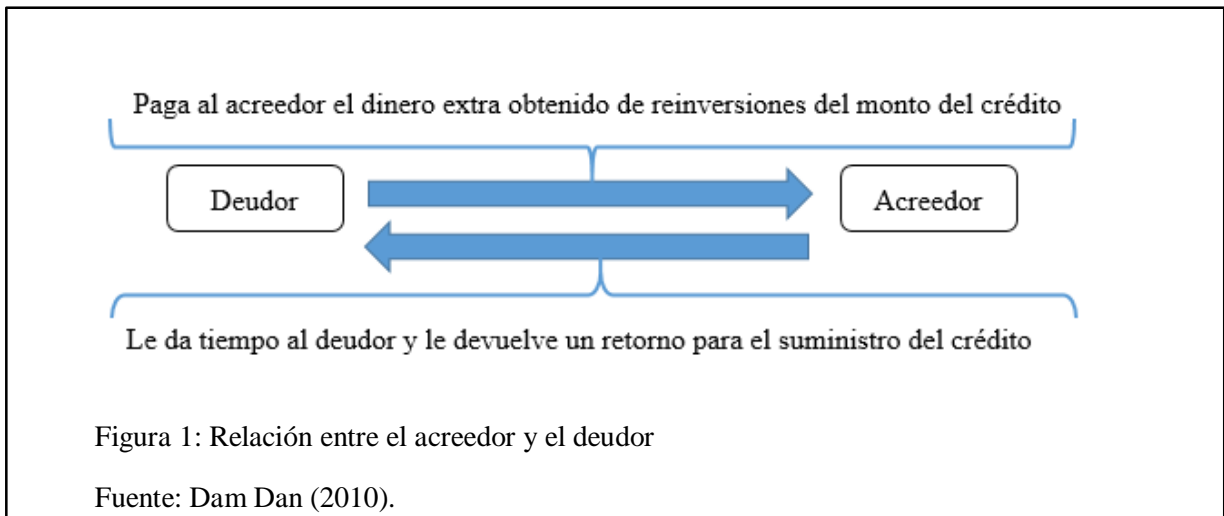 Paga al acreedor el dinero extra obtenido de reinversiones del monto del crédito
Deudor
Acreedor
Le da tiempo al deudor y le devuelve un retorno para el suministro del crédito
Figura 1: Relación entre el acreedor y el deudor
Fuente: Dam Dan (2010).